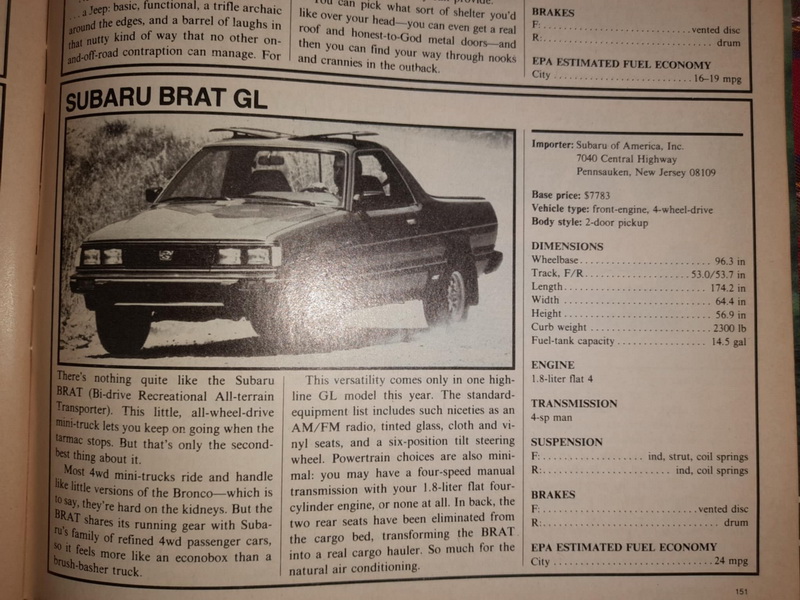 a Jeep: basic, functional, a trifle archaic
around the edges, and a barrel of laughs in
that nutty kind of way that no other on-
and-off-road contraption can manage. For
You can pick what sort of shelter you'd
like over your head—you can even get a real
roof and honest-to-God metal doors—and
then you can find your way through nooks
and crannies in the outback.
BRAKES
F: vented disc
R: drum
EPA ESTIMATED FUEL ECONOMY
City 16–19 mpg
SUBARU BRAT GL
There's nothing quite like the Subaru
BRAT (Bi-drive Recreational All-terrain
Transporter). This little, all-wheel-drive
mini-truck lets you keep on going when the
tarmac stops. But that's only the second-
best thing about it.
Most 4wd mini-trucks ride and handle
like little versions of the Bronco—which is
to say, they're hard on the kidneys. But the
BRAT shares its running gear with Suba-
ru's family of refined 4wd passenger cars,
so it feels more like an econobox than a
brush-basher truck.
This versatility comes only in one high-
line GL model this year. The standard-
equipment list includes such niceties as an
AM/FM radio, tinted glass, cloth and vi-
nyl seats, and a six-position tilt steering
wheel. Powertrain choices are also mini-
mal: you may have a four-speed manual
transmission with your 1.8-liter flat four-
cylinder engine, or none at all. In back, the
two rear seats have been eliminated from
the cargo bed, transforming the BRAT
into a real cargo hauler. So much for the
natural air conditioning.
Importer: Subaru of America, Inc.
7040 Central Highway
Pennsauken, New Jersey 08109
Base price: $7783
Vehicle type: front-engine, 4-wheel-drive
Body style: 2-door pickup
DIMENSIONS
Wheelbase 96.3 in
Track, F/R 53.0/53.7 in
Length 174.2 in
Width 64.4 in
Height 56.9 in
Curb weight 2300 lb
Fuel-tank capacity 14.5 gal
ENGINE
1.8-liter flat 4
TRANSMISSION
4-sp man
SUSPENSION
F: ind, strut, coil springs
R: ind, coil springs
BRAKES
F: vented disc
R: drum
EPA ESTIMATED FUEL ECONOMY
City 24 mpg
151